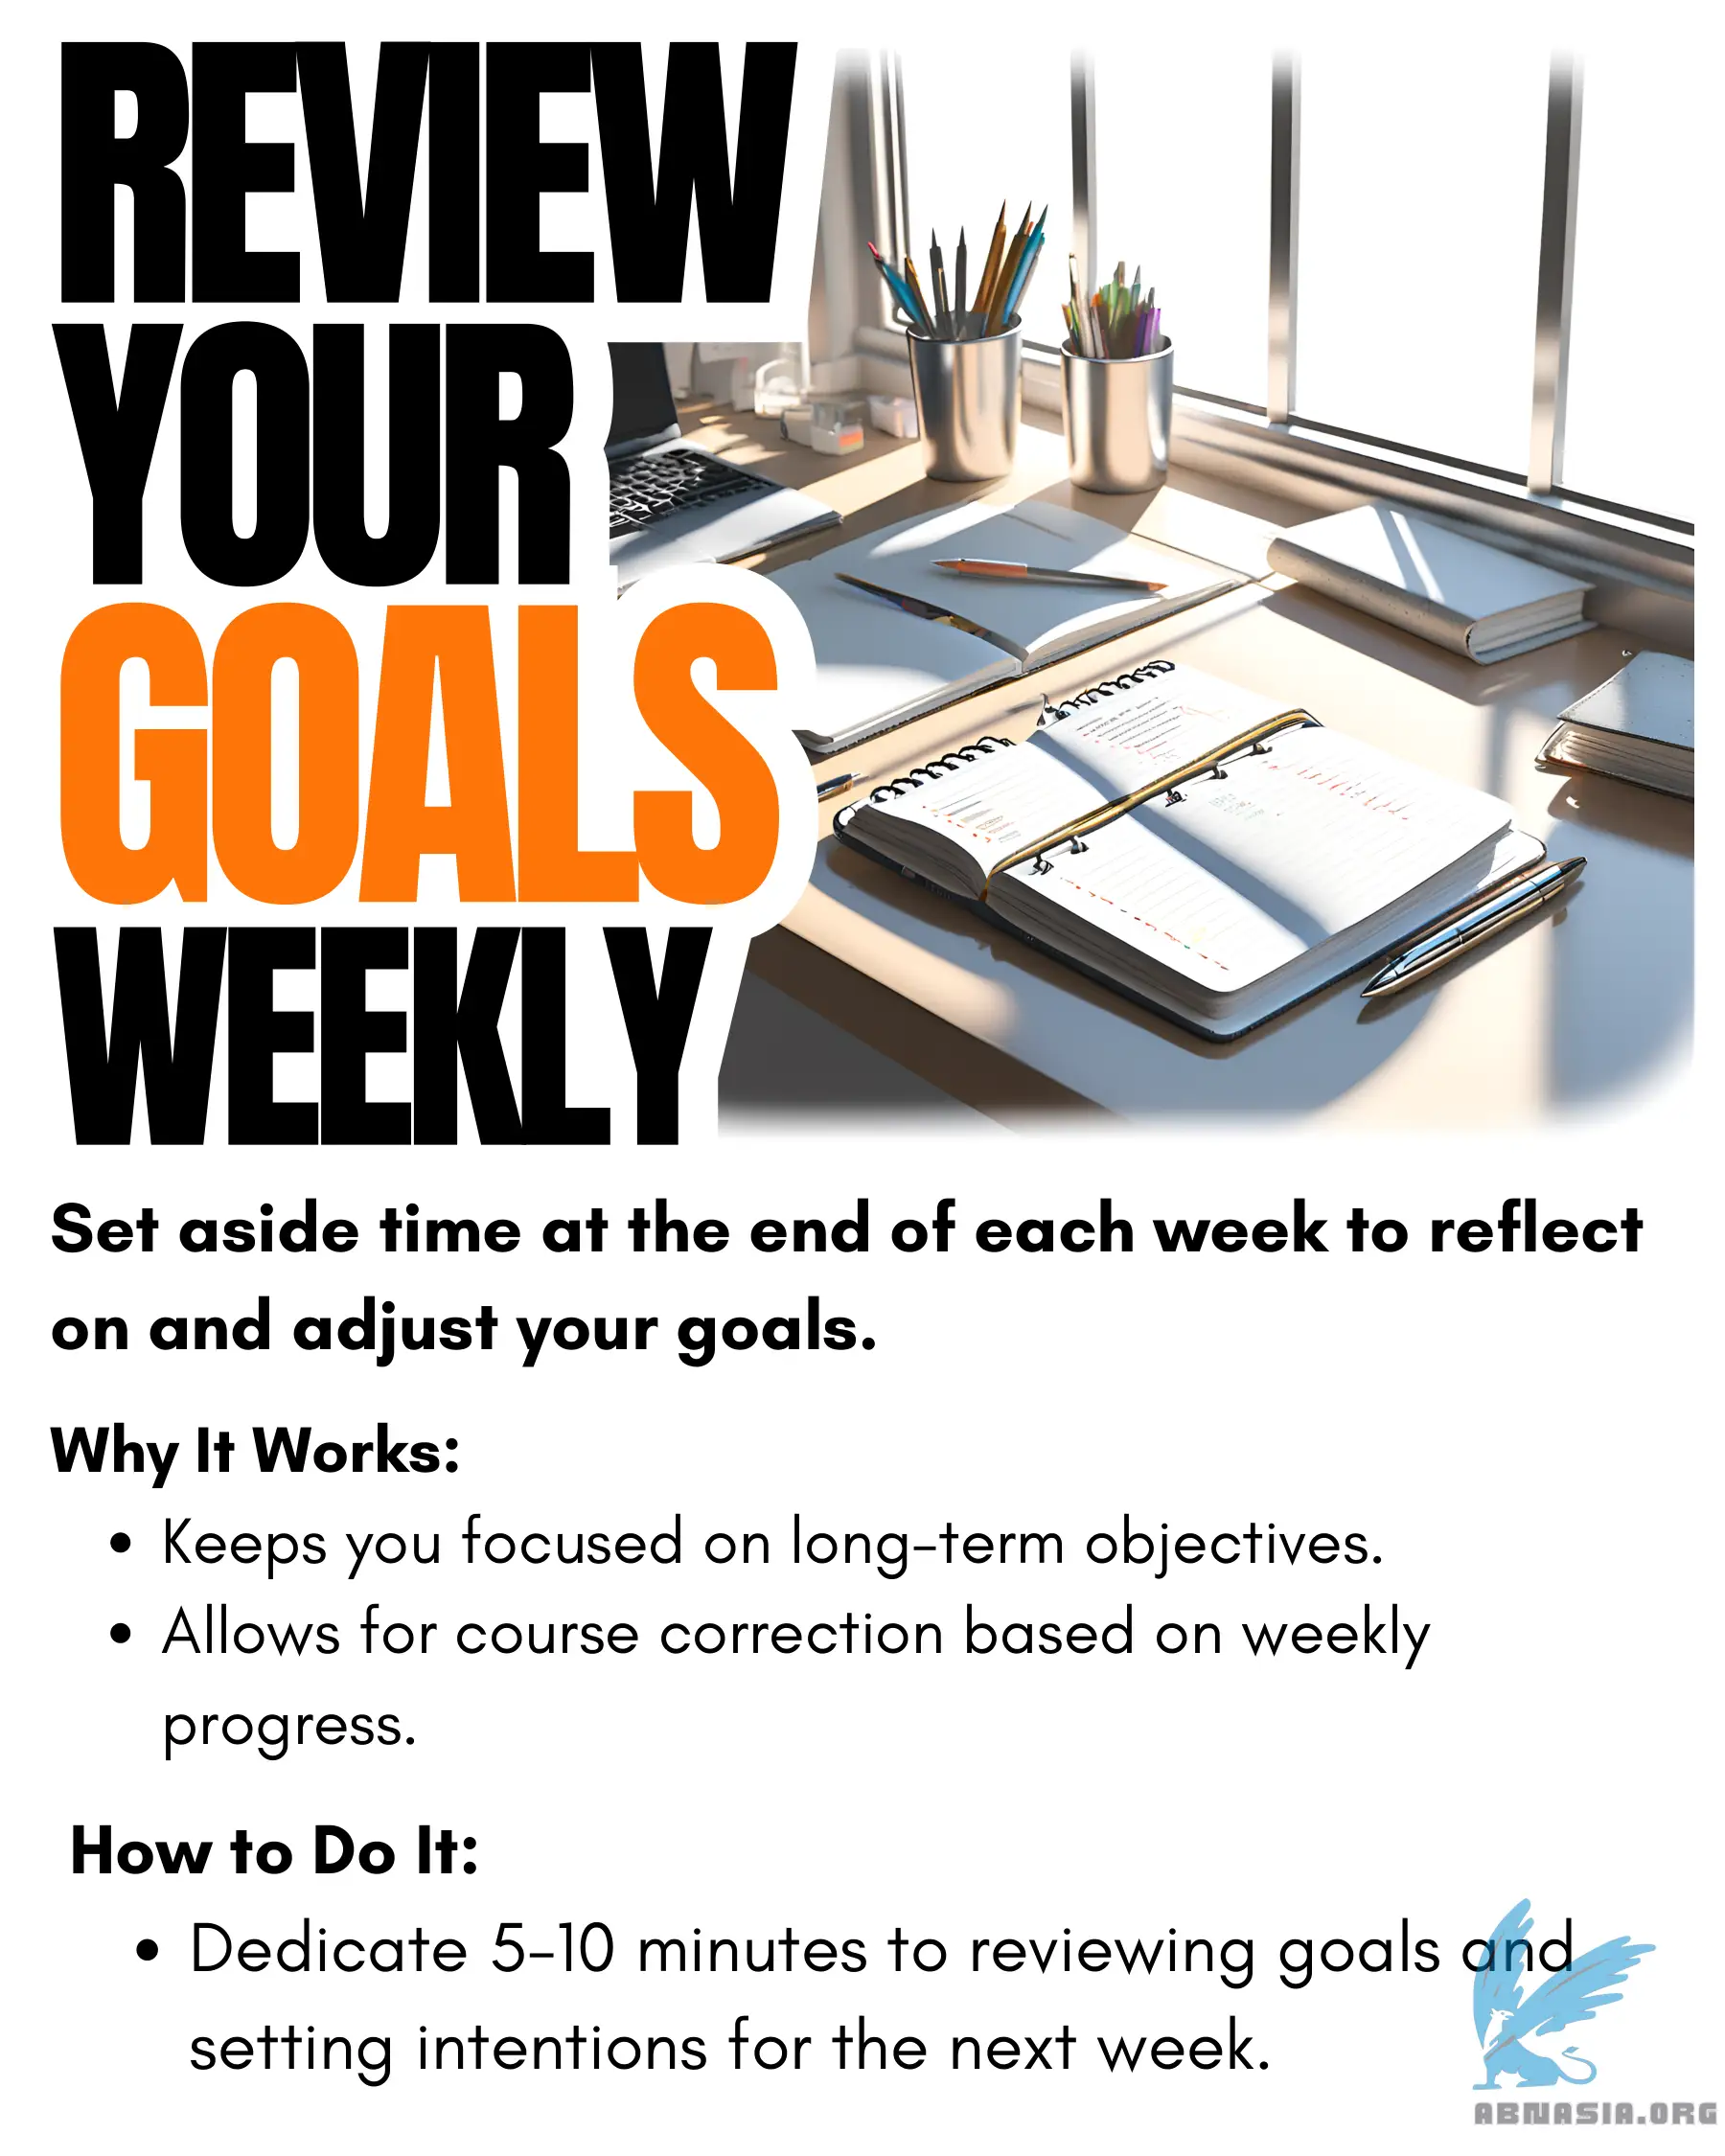 REVIEW
YOUR
GOALS
WEEKLY
Set aside time at the end of each week to reflect
on and adjust your goals.
Why It Works:
• Keeps you focused on long-term objectives.
• Allows for course correction based on weekly
progress.
How to Do It:
• Dedicate 5-10 minutes to reviewing goals and
setting intentions for the next week.
ABNASIA.ORG